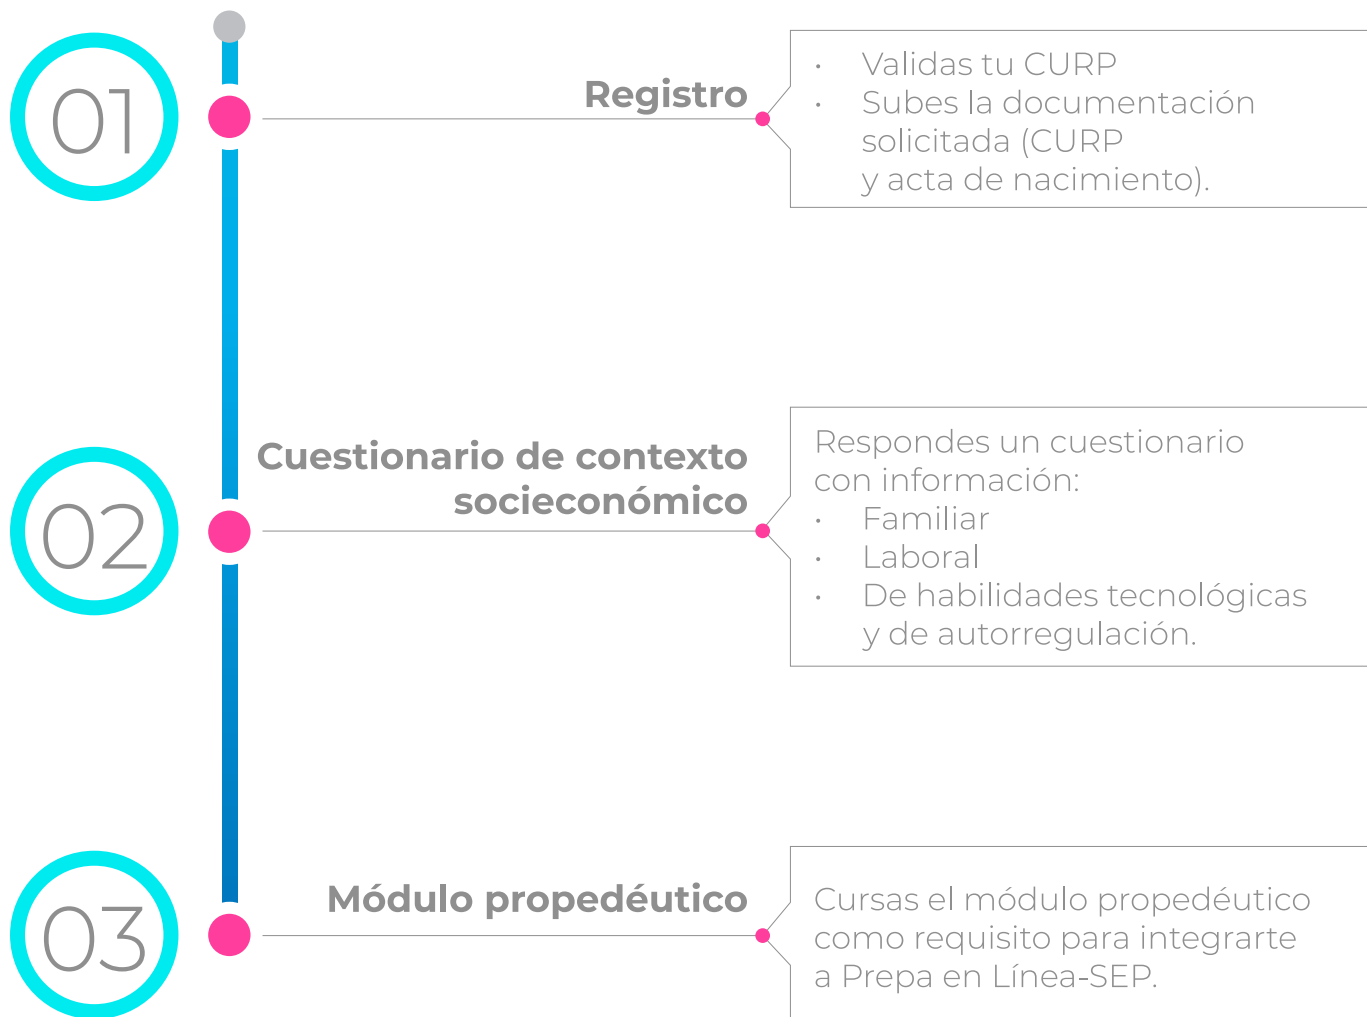 01
Registro
• Validas tu CURP
• Subes la documentación
solicitada (CURP
y acta de nacimiento).
02
Cuestionario de contexto
socieconómico
Respondes un cuestionario
con información:
• Familiar
• Laboral
• De habilidades tecnológicas
y de autorregulación.
03
Módulo propedéutico
Cursas el módulo propedéutico
como requisito para integrarte
a Prepa en Línea-SEP.